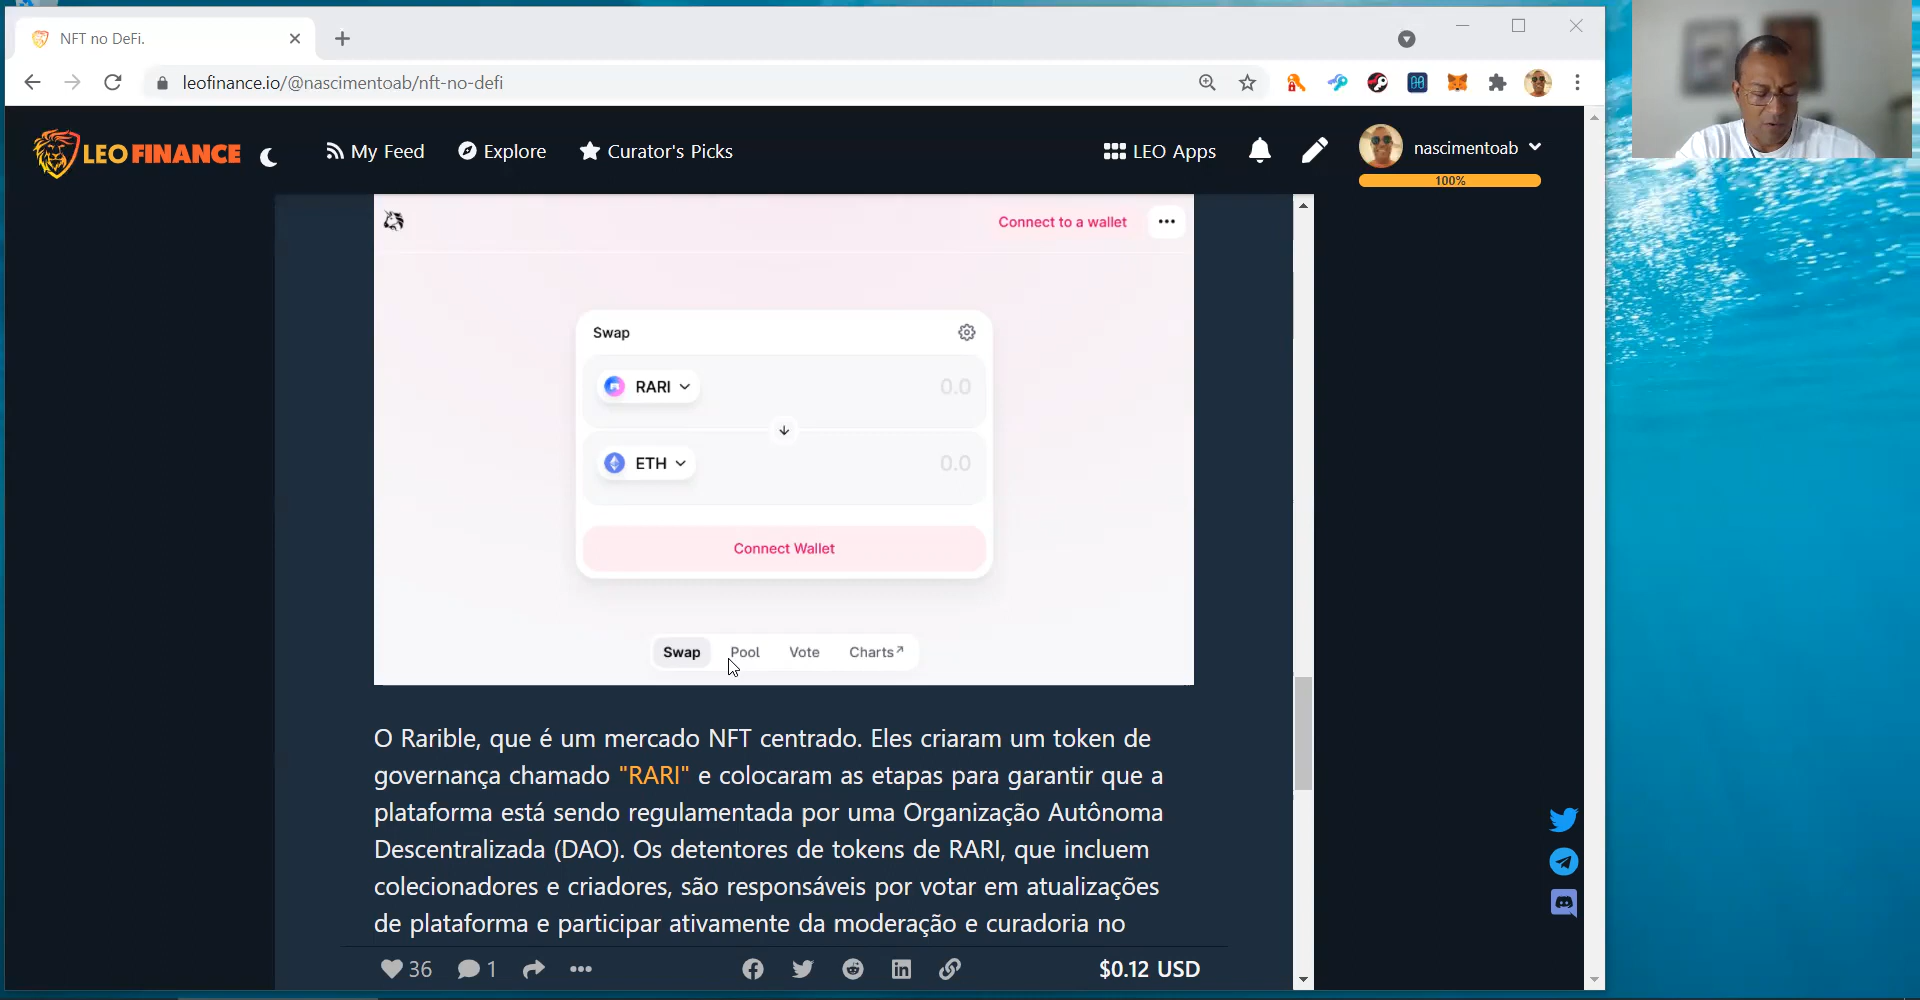 NFT no DeFi.
leofinance.io/@nascimentoab/nft-no-defi
LEOFINANCE
My Feed
Explore
Curator's Picks
LEO Apps
nascimentoab
100%
Connect to a wallet
Swap
RARI
0.0
ETH
0.0
Connect Wallet
Swap
Pool
Vote
Charts
O Rarible, que é um mercado NFT centrado. Eles criaram um token de
governança chamado "RARI" e colocaram as etapas para garantir que a
plataforma está sendo regulamentada por uma Organização Autônoma
Descentralizada (DAO). Os detentores de tokens de RARI, que incluem
colecionadores e criadores, são responsáveis por votar em atualizações
de plataforma e participar ativamente da moderação e curadoria no
36
1
$0.12 USD